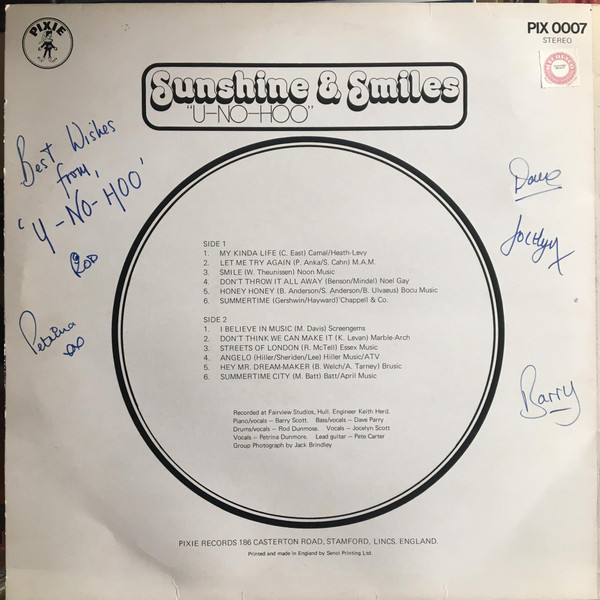 PIXIE
PIX 0007
STEREO
Sunshine & Smiles
"U-NO-HOO"
Best Wishes
from,
'U-NO-HOO'
Rod
Petrina
xxx
Dave
Jocelyn
x
Barry
SIDE 1
1. MY KINDA LIFE (C. East) Camal/Heath-Levy
2. LET ME TRY AGAIN (P. Anka/S. Cahn) M.A.M.
3. SMILE (W. Theunissen) Noon Music
4. DON'T THROW IT ALL AWAY (Benson/Mindel) Noel Gay
5. HONEY HONEY (B. Anderson/S. Anderson/B. Ulvaeus) Bocu Music
6. SUMMERTIME (Gershwin/Hayward) Chappell & Co.
SIDE 2
1. I BELIEVE IN MUSIC (M. Davis) Screengems
2. DON'T THINK WE CAN MAKE IT (K. Levan) Marble-Arch
3. STREETS OF LONDON (R. McTell) Essex Music
4. ANGELO (Hiller/Sheriden/Lee) Hiller Music/ATV
5. HEY MR. DREAM-MAKER (B. Welch/A. Tarney) Brusic
6. SUMMERTIME CITY (M. Batt) Batt/April Music
Recorded at Fairview Studios, Hull. Engineer Keith Herd.
Piano/vocals – Barry Scott. Bass/vocals – Dave Parry
Drums/vocals – Rod Dunmose. Vocals – Jocelyn Scott
Vocals – Petrina Dunmore. Lead guitar – Pete Carter
Group Photograph by Jack Brindley
PIXIE RECORDS 186 CASTERTON ROAD, STAMFORD, LINCS. ENGLAND.
Printed and made in England by Senol Printing Ltd.